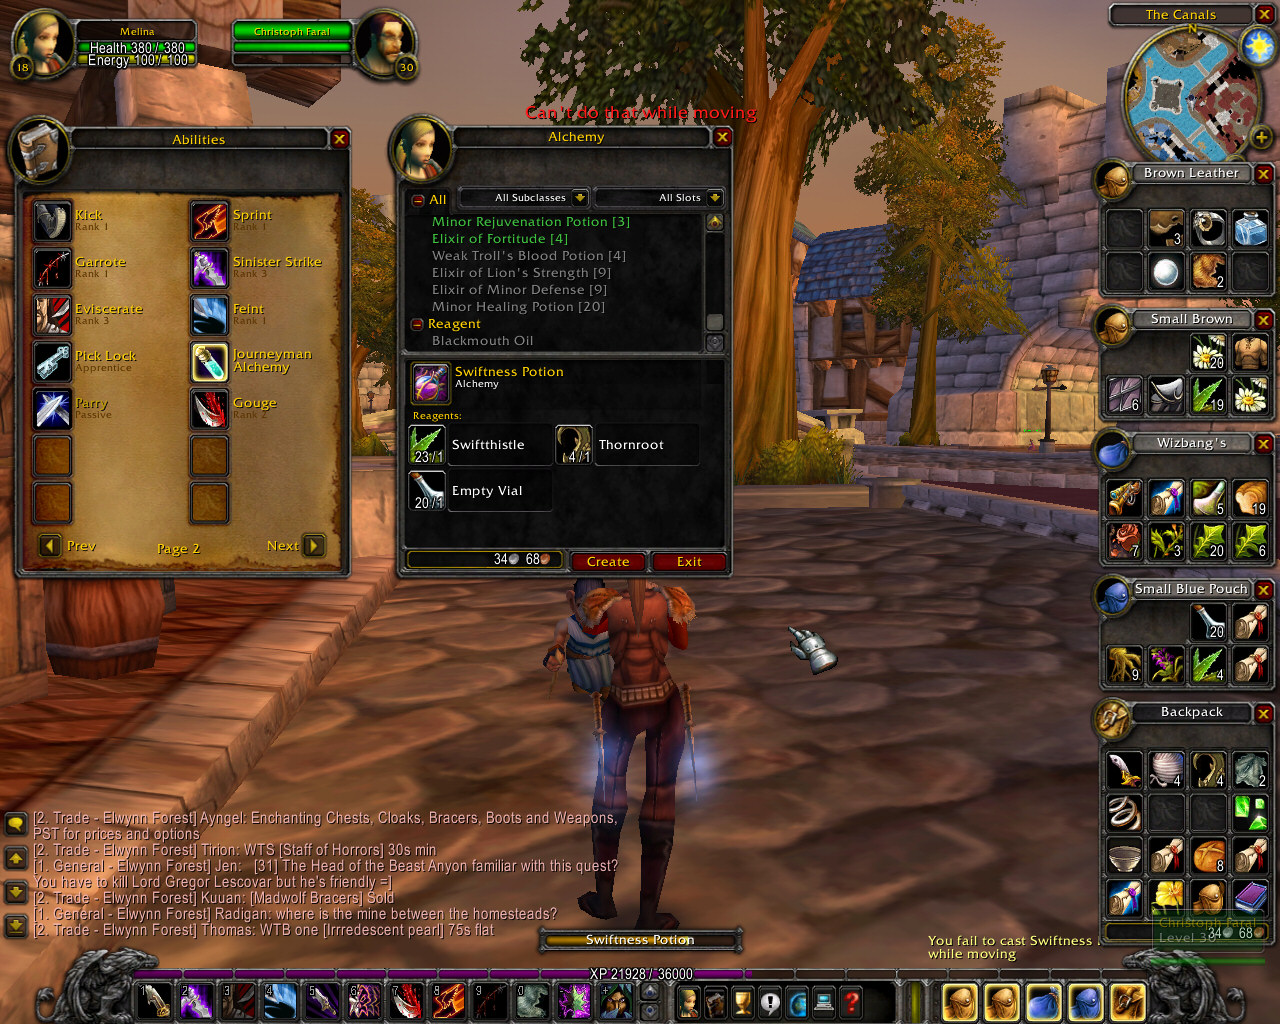 Melina
Health 380 / 380
Energy 100 / 100
18
Christoph Faral
30
The Canals
N
Can't do that while moving
Abilities
Kick
Rank 1
Sprint
Rank 1
Garrote
Rank 1
Sinister Strike
Rank 3
Eviscerate
Rank 3
Feint
Rank 1
Pick Lock
Apprentice
Journeyman
Alchemy
Parry
Passive
Gouge
Rank 2
Prev
Page 2
Next
Alchemy
All
All Subclasses
All Slots
Minor Rejuvenation Potion [3]
Elixir of Fortitude [4]
Weak Troll's Blood Potion [4]
Elixir of Lion's Strength [9]
Elixir of Minor Defense [9]
Minor Healing Potion [20]
Reagent
Blackmouth Oil
Swiftness Potion
Alchemy
Reagents:
23/1
Swiftthistle
4/1
Thornroot
20/1
Empty Vial
34 68
Create
Exit
Brown Leather
3
2
Small Brown
20
6
19
Wizbang's
5
19
7
3
20
6
Small Blue Pouch
20
9
4
Backpack
4
4
2
8
34 68
Christoph Faral
[2. Trade - Elwynn Forest] Ayngel: Enchanting Chests, Cloaks, Bracers, Boots and Weapons,
PST for prices and options
[2. Trade - Elwynn Forest] Tirion: WTS [Staff of Horrors] 30s min
[1. General - Elwynn Forest] Jen: [31] The Head of the Beast Anyon familiar with this quest?
You have to kill Lord Gregor Lescovar but he's friendly =]
[2. Trade - Elwynn Forest] Kuuan: [Madwolf Bracers] Sold
[1. General - Elwynn Forest] Radigan: where is the mine between the homesteads?
[2. Trade - Elwynn Forest] Thomas: WTB one [Irrredescent pearl] 75s flat
Swiftness Potion
You fail to cast Swiftness
while moving
XP 21928 / 36000
1
2
3
4
5
6
7
8
9
0
-
+